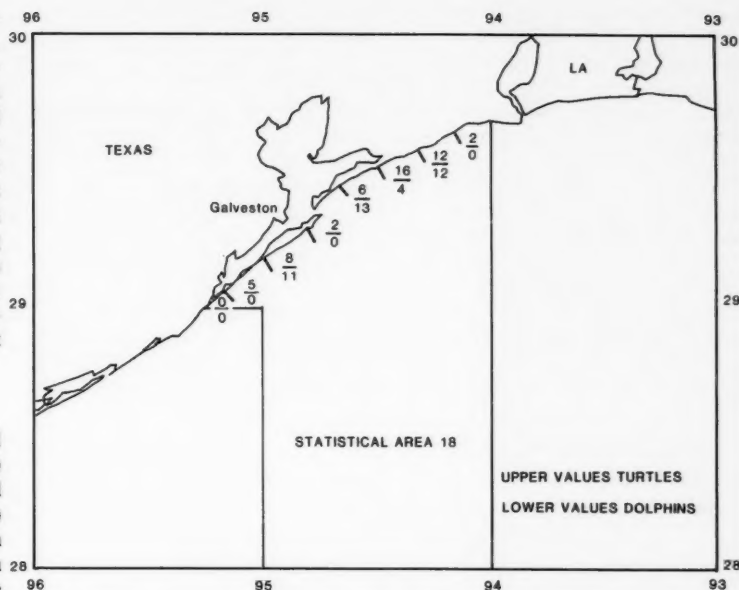 96 95 94 93
30 30
LA
TEXAS
2
0
12
12
16
4
6
13
Galveston
2
0
8
11
5
0
0
0
29 29
STATISTICAL AREA 18
UPPER VALUES TURTLES
LOWER VALUES DOLPHINS
28 28
96 95 94 93